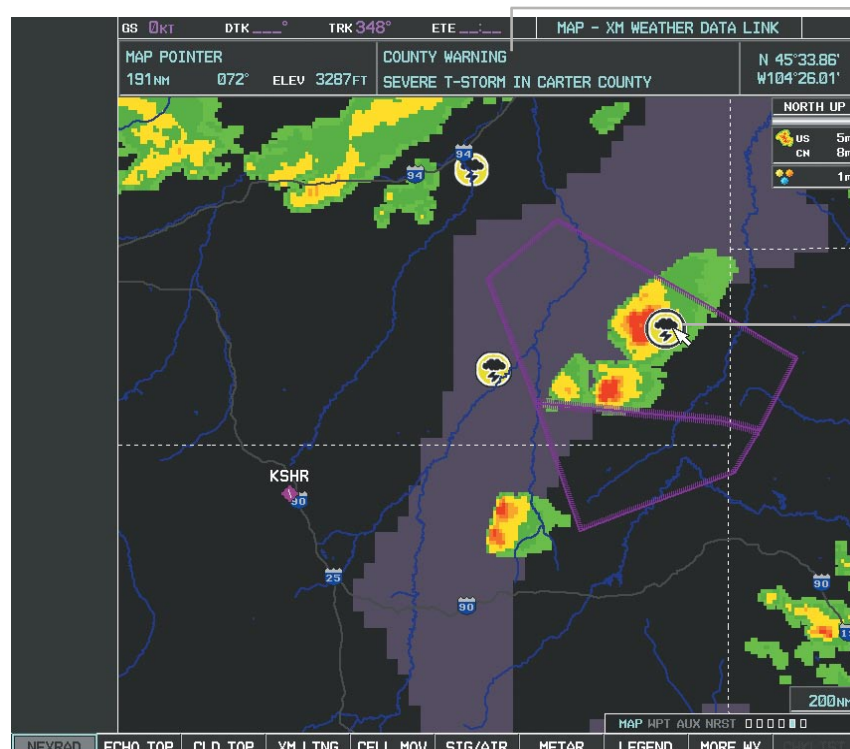 GS 0KT DTK ___° TRK 348° ETE __:__ MAP - XM WEATHER DATA LINK
MAP POINTER COUNTY WARNING N 45°33.86'
191NM 072° ELEV 3287FT SEVERE T-STORM IN CARTER COUNTY W104°26.01'
NORTH UP
US 5m
CN 8m
1m
94
94
KSHR
90
25
90
90
200NM
MAP WPT AUX NRST
NEXRAD ECHO TOP CLD TOP XM LTNG CELL MOV SIG/AIR METAR LEGEND MORE WX